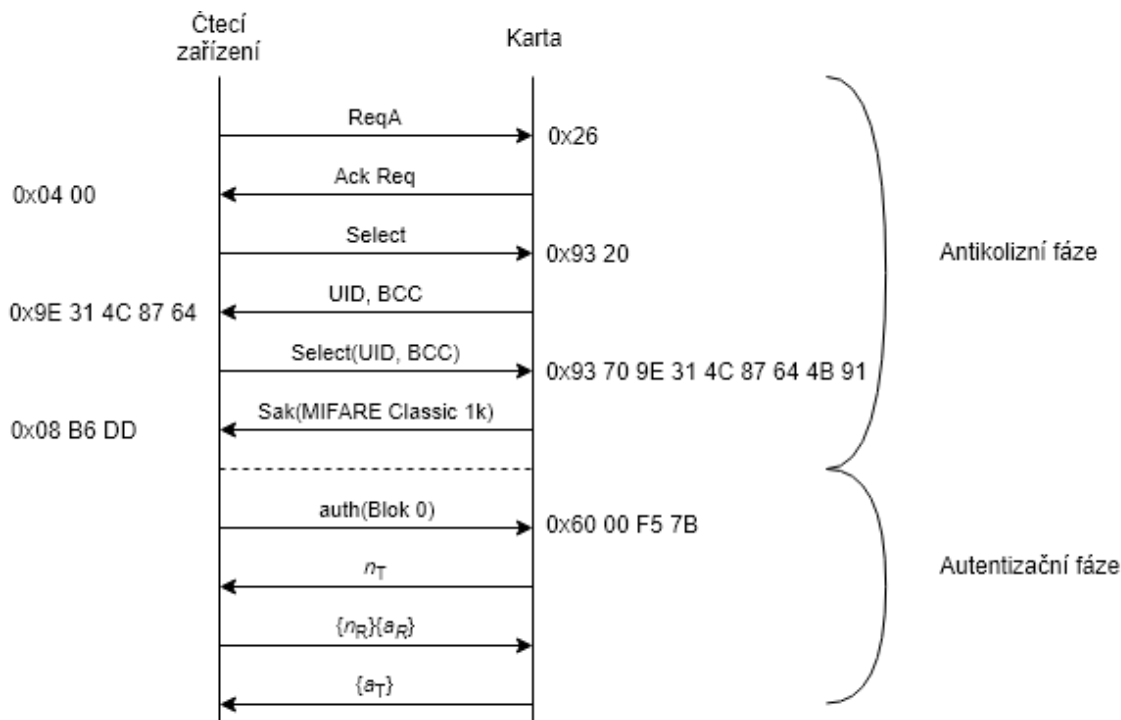 Čtecí
zařízení
Karta
ReqA
0x26
Ack Req
0x04 00
Select
0x93 20
Antikolizní fáze
UID, BCC
0x9E 31 4C 87 64
Select(UID, BCC)
0x93 70 9E 31 4C 87 64 4B 91
Sak(MIFARE Classic 1k)
0x08 B6 DD
auth(Blok 0)
0x60 00 F5 7B
nT
Autentizační fáze
{nR}{aR}
{aT}